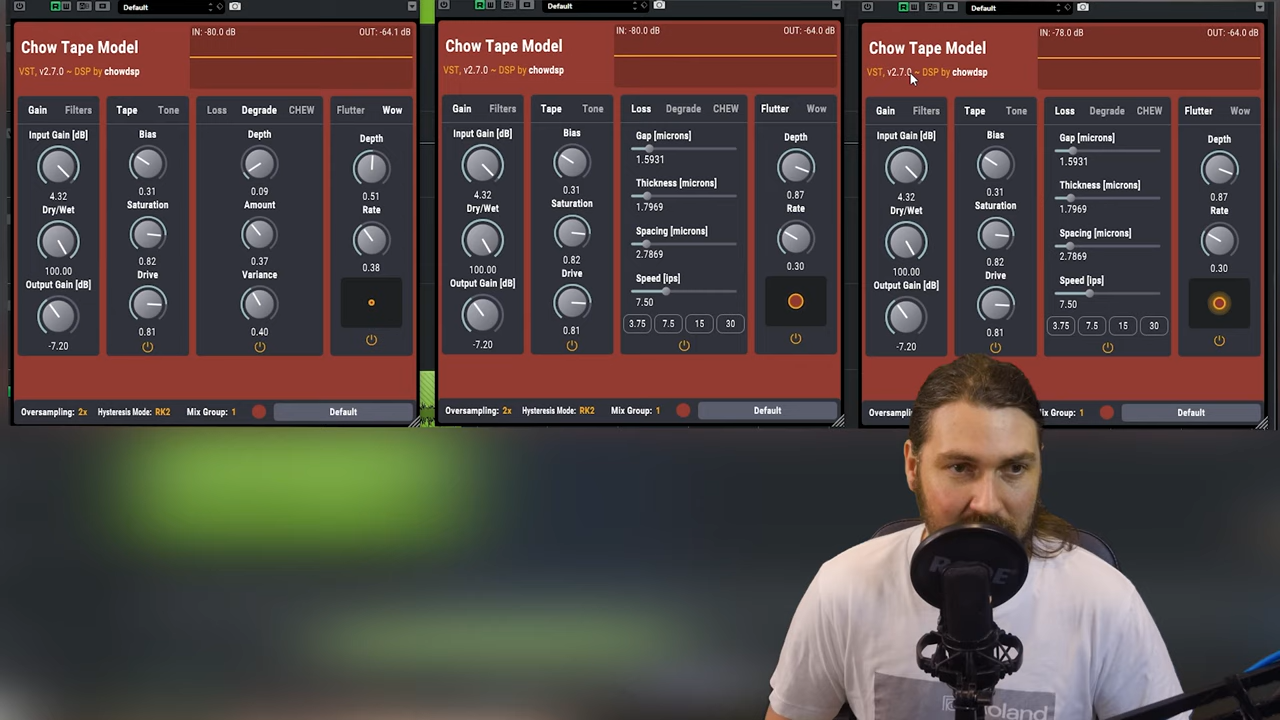 Default
Chow Tape Model
VST, v2.7.0 ~ DSP by chowdsp
IN: -80.0 dB
OUT: -64.1 dB
Gain
Filters
Tape
Tone
Loss
Degrade
CHEW
Flutter
Wow
Input Gain [dB]
4.32
Dry/Wet
100.00
Output Gain [dB]
-7.20
Bias
0.31
Saturation
0.82
Drive
0.81
Depth
0.09
Amount
0.37
Variance
0.40
Depth
0.51
Rate
0.38
Oversampling: 2x
Hysteresis Mode: RK2
Mix Group: 1
Default
Default
Chow Tape Model
VST, v2.7.0 ~ DSP by chowdsp
IN: -80.0 dB
OUT: -64.0 dB
Gain
Filters
Tape
Tone
Loss
Degrade
CHEW
Flutter
Wow
Input Gain [dB]
4.32
Dry/Wet
100.00
Output Gain [dB]
-7.20
Bias
0.31
Saturation
0.82
Drive
0.81
Gap [microns]
1.5931
Thickness [microns]
1.7969
Spacing [microns]
2.7869
Speed [ips]
7.50
3.75
7.5
15
30
Depth
0.87
Rate
0.30
Oversampling: 2x
Hysteresis Mode: RK2
Mix Group: 1
Default
Default
Chow Tape Model
VST, v2.7.0 ~ DSP by chowdsp
IN: -78.0 dB
OUT: -64.0 dB
Gain
Filters
Tape
Tone
Loss
Degrade
CHEW
Flutter
Wow
Input Gain [dB]
4.32
Dry/Wet
100.00
Output Gain [dB]
-7.20
Bias
0.31
Saturation
0.82
Drive
0.81
Gap [microns]
1.5931
Thickness [microns]
1.7969
Spacing [microns]
2.7869
Speed [ips]
7.50
3.75
7.5
15
30
Depth
0.87
Rate
0.30
Oversamplin
ix Group: 1
Default